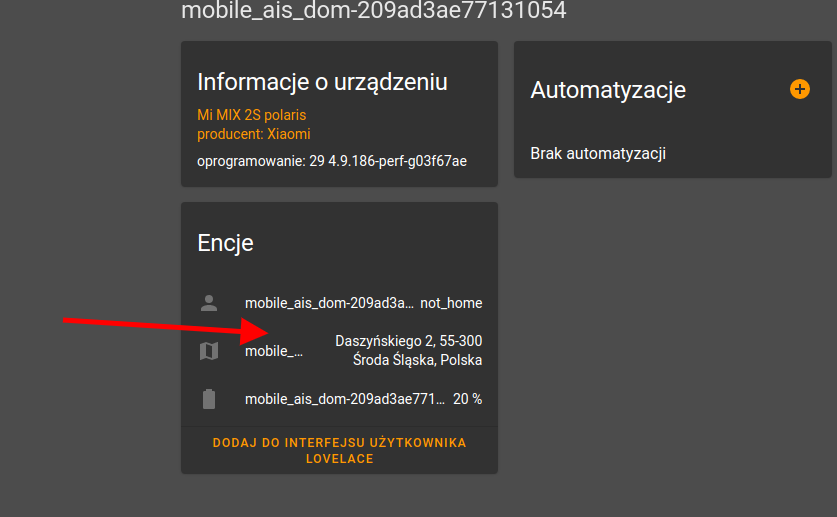 mobile_ais_dom-209ad3ae77131054
Informacje o urządzeniu
Mi MIX 2S polaris
producent: Xiaomi
oprogramowanie: 29 4.9.186-perf-g03f67ae
Automatyzacje
Brak automatyzacji
Encje
mobile_ais_dom-209ad3a... not_home
mobile_... Daszyńskiego 2, 55-300
Środa Śląska, Polska
mobile_ais_dom-209ad3ae771... 20 %
DODAJ DO INTERFEJSU UŻYTKOWNIKA
LOVELACE